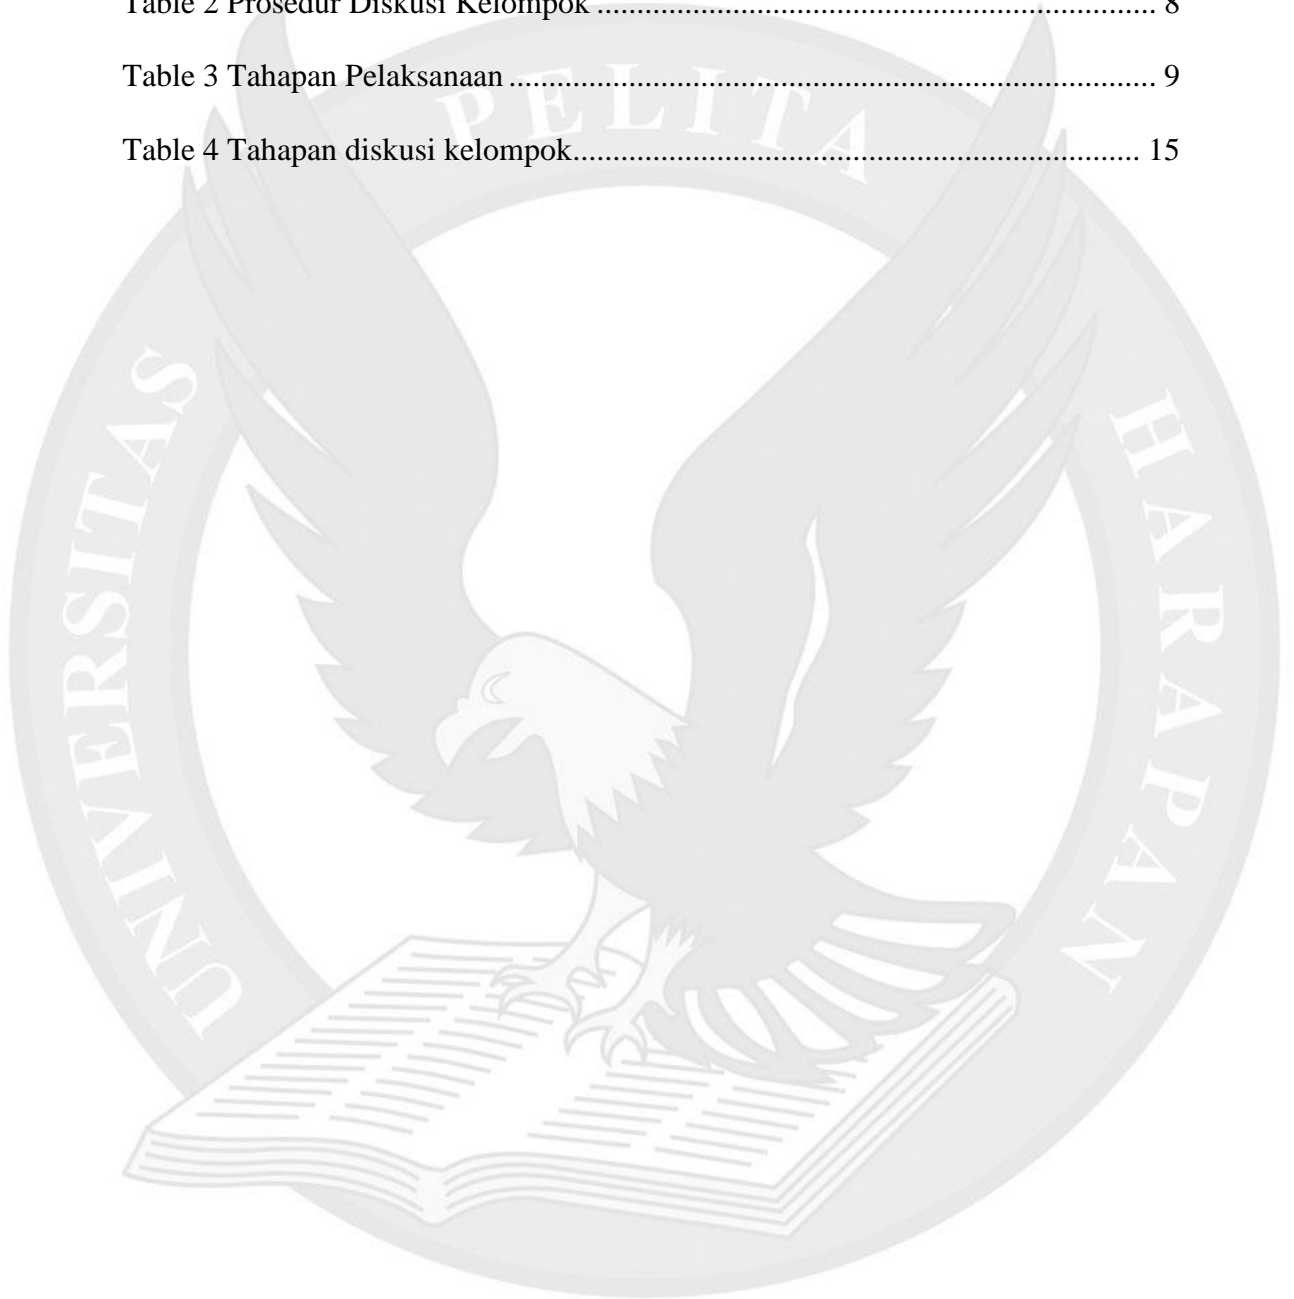 Table 2 Prosedur Diskusi Kelompok ...................................................................... 8
Table 3 Tahapan Pelaksanaan ................................................................................. 9
Table 4 Tahapan diskusi kelompok....................................................................... 15
UNIVERSITAS PELITA HARAPAN